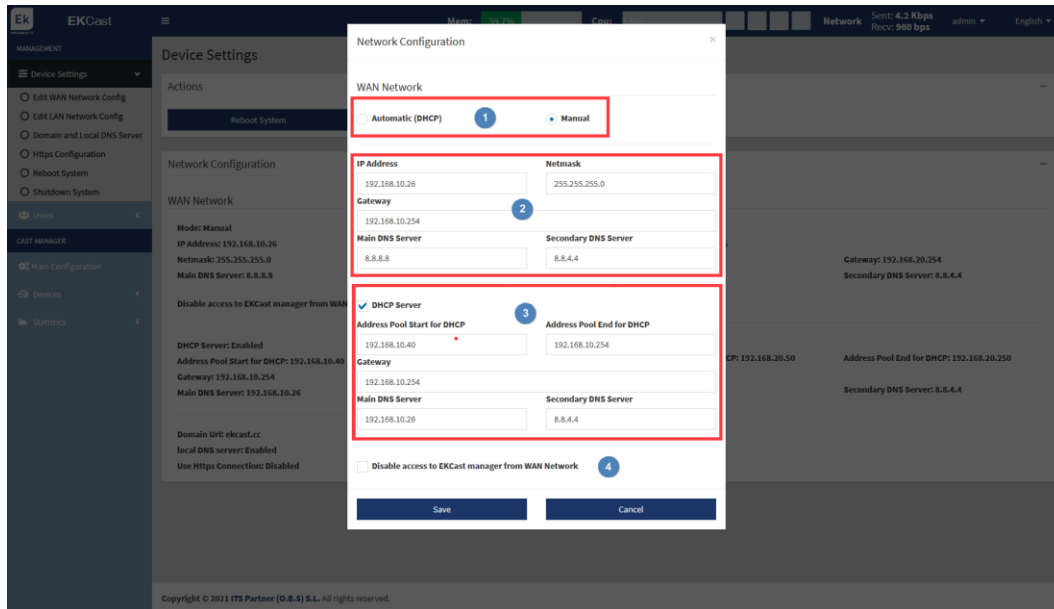 Ek EKCast Mem: 39.7% Cpu: Network Sent: 4.2 Kbps admin English
Recv: 960 bps
MANAGEMENT
Device Settings
Edit WAN Network Config
Edit LAN Network Config
Domain and Local DNS Server
Https Configuration
Reboot System
Shutdown System
Users
CAST MANAGER
Main Configuration
Devices
Statistics
Device Settings
Actions
Reboot System
Network Configuration
WAN Network
Mode: Manual
IP Address: 192.168.10.26
Netmask: 255.255.255.0
Main DNS Server: 8.8.8.8
Disable access to EKCast manager from WAN
DHCP Server: Enabled
Address Pool Start for DHCP: 192.168.10.40
Gateway: 192.168.10.254
Main DNS Server: 192.168.10.26
Domain Url: ekcast.cc
local DNS server: Enabled
Use Https Connection: Disabled
Network Configuration ×
WAN Network
Automatic (DHCP) 1 Manual
IP Address Netmask
192.168.10.26 255.255.255.0
Gateway
2
192.168.10.254
Main DNS Server Secondary DNS Server
8.8.8.8 8.8.4.4
DHCP Server 3
Address Pool Start for DHCP Address Pool End for DHCP
192.168.10.40 192.168.10.254
Gateway
192.168.10.254
Main DNS Server Secondary DNS Server
192.168.10.26 8.8.4.4
Disable access to EKCast manager from WAN Network 4
Save Cancel
Gateway: 192.168.20.254
Secondary DNS Server: 8.8.4.4
CP: 192.168.20.50 Address Pool End for DHCP: 192.168.20.250
Secondary DNS Server: 8.8.4.4
Copyright © 2021 ITS Partner (O.B.S) S.L. All rights reserved.